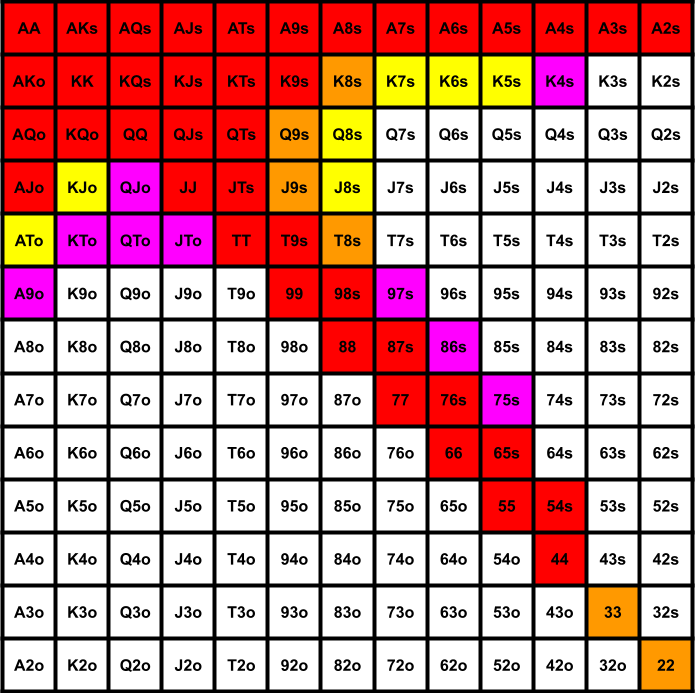 AA AKs AQs AJs ATs A9s A8s A7s A6s A5s A4s A3s A2s
AKo KK KQs KJs KTs K9s K8s K7s K6s K5s K4s K3s K2s
AQo KQo QQ QJs QTs Q9s Q8s Q7s Q6s Q5s Q4s Q3s Q2s
AJo KJo QJo JJ JTs J9s J8s J7s J6s J5s J4s J3s J2s
ATo KTo QTo JTo TT T9s T8s T7s T6s T5s T4s T3s T2s
A9o K9o Q9o J9o T9o 99 98s 97s 96s 95s 94s 93s 92s
A8o K8o Q8o J8o T8o 98o 88 87s 86s 85s 84s 83s 82s
A7o K7o Q7o J7o T7o 97o 87o 77 76s 75s 74s 73s 72s
A6o K6o Q6o J6o T6o 96o 86o 76o 66 65s 64s 63s 62s
A5o K5o Q5o J5o T5o 95o 85o 75o 65o 55 54s 53s 52s
A4o K4o Q4o J4o T4o 94o 84o 74o 64o 54o 44 43s 42s
A3o K3o Q3o J3o T3o 93o 83o 73o 63o 53o 43o 33 32s
A2o K2o Q2o J2o T2o 92o 82o 72o 62o 52o 42o 32o 22